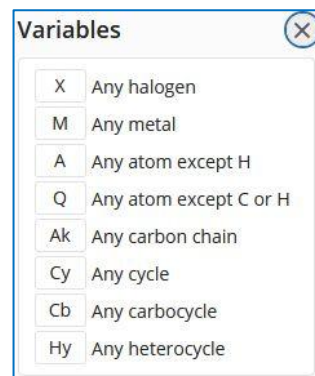 Variables
X Any halogen
M Any metal
A Any atom except H
Q Any atom except C or H
Ak Any carbon chain
Cy Any cycle
Cb Any carbocycle
Hy Any heterocycle